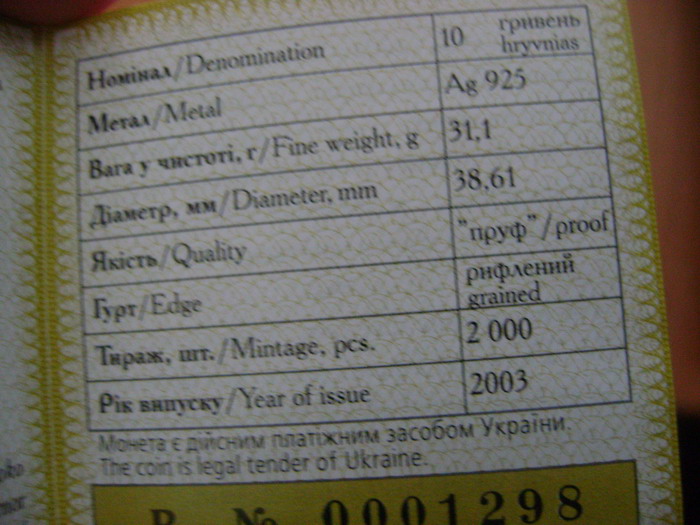 Номінал/Denomination 10 гривень
hryvnias
Метал/Metal Ag 925
Вага у чистоті, г/Fine weight, g 31,1
Діаметр, мм/Diameter, mm 38,61
Якість/Quality "пруф"/proof
Гурт/Edge рифлений
grained
Тираж, шт./Mintage, pcs. 2 000
Рік випуску/Year of issue 2003
Монета є дійсним платіжним засобом України.
The coin is legal tender of Ukraine.
№ 0001298